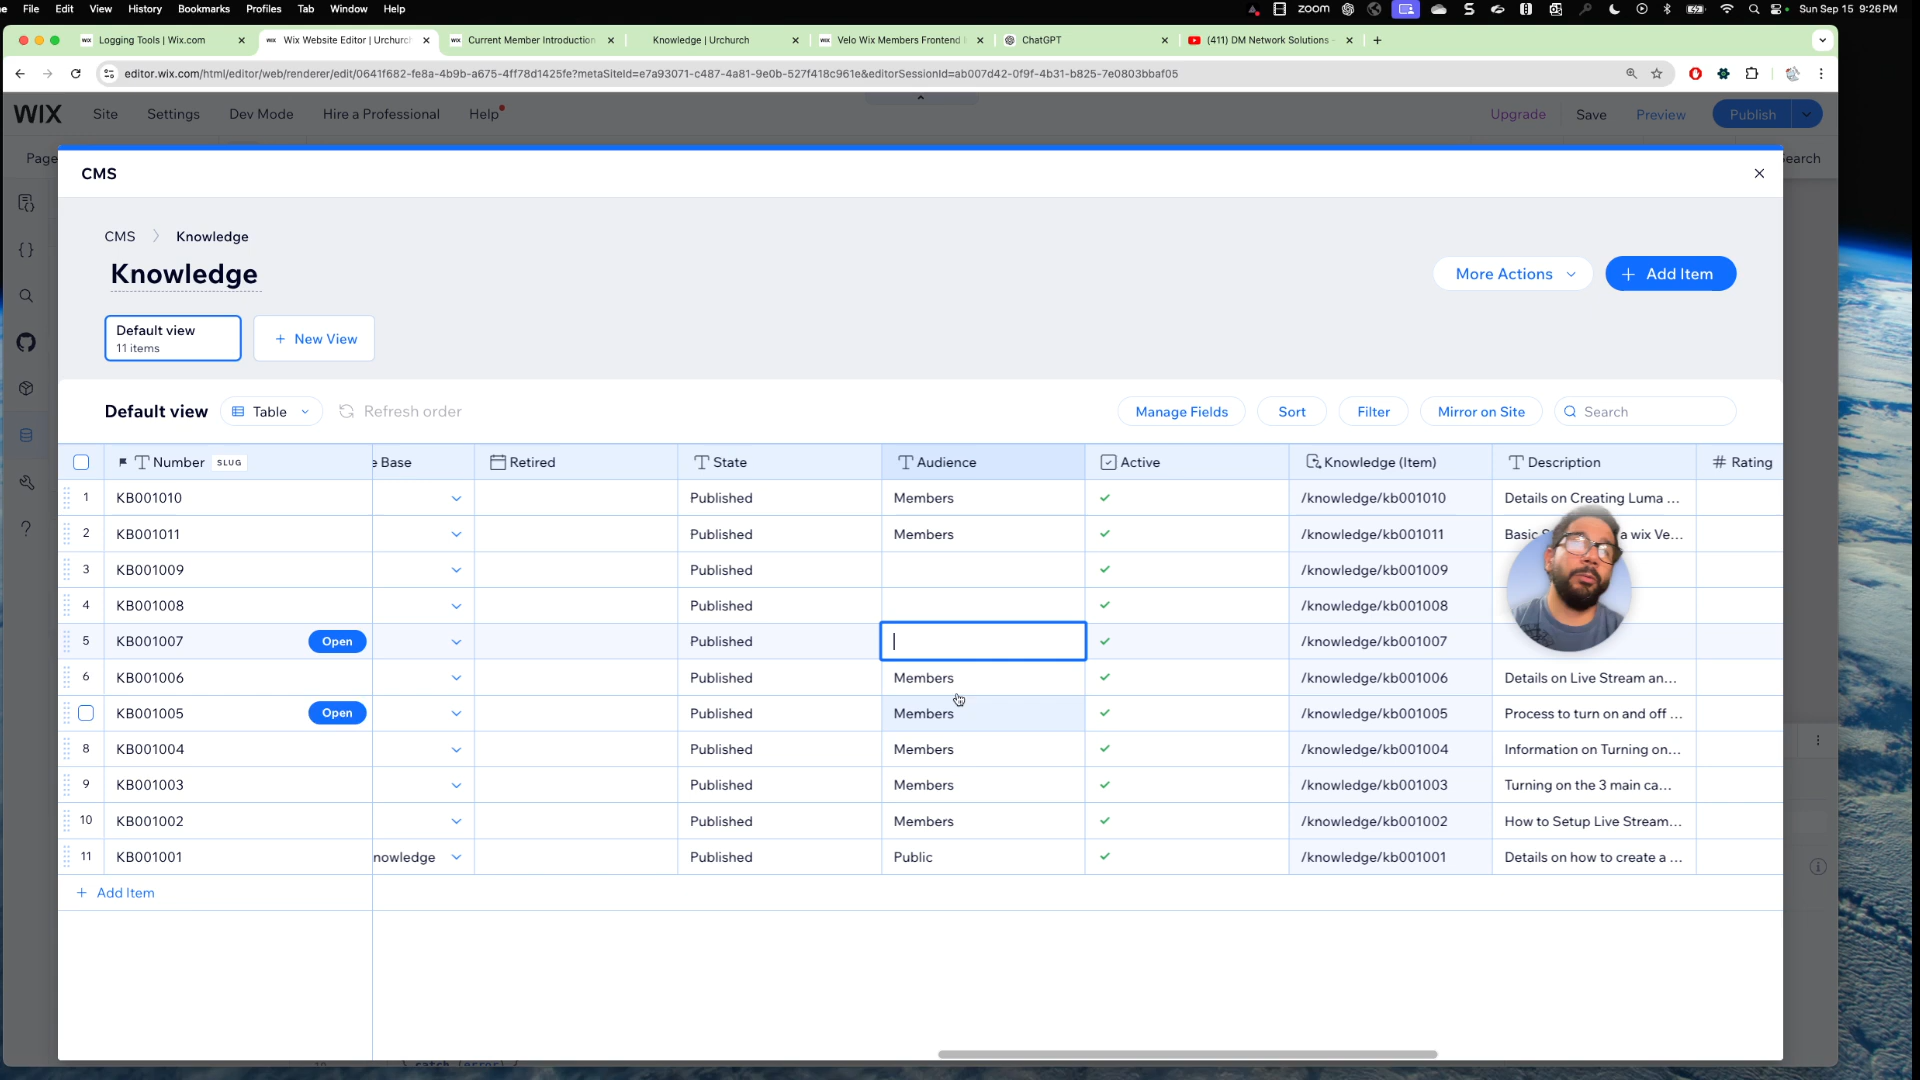 File Edit View History Bookmarks Profiles Tab Window Help zoom Sun Sep 15 9:26 PM
Logging Tools | Wix.com Wix Website Editor | Urchurch Current Member Introduction Knowledge | Urchurch Velo Wix Members Frontend ChatGPT (411) DM Network Solutions -
editor.wix.com/html/editor/web/renderer/edit/0641f682-fe8a-4b9b-a675-4ff78d1425fe?metaSiteId=e7a93071-c487-4a81-9e0b-527f418c961e&editorSessionId=ab007d42-0f9f-4b31-b825-7e0803bbaf05
WIX Site Settings Dev Mode Hire a Professional Help Upgrade Save Preview Publish
Page earch
CMS
CMS Knowledge
Knowledge
More Actions + Add Item
Default view
11 items
+ New View
Default view Table Refresh order Manage Fields Sort Filter Mirror on Site Search
Number SLUG e Base Retired State Audience Active Knowledge (Item) Description # Rating
1 KB001010 Published Members /knowledge/kb001010 Details on Creating Luma ...
2 KB001011 Published Members /knowledge/kb001011 Basic a wix Ve...
3 KB001009 Published /knowledge/kb001009
4 KB001008 Published /knowledge/kb001008
5 KB001007 Open Published /knowledge/kb001007
6 KB001006 Published Members /knowledge/kb001006 Details on Live Stream an...
KB001005 Open Published Members /knowledge/kb001005 Process to turn on and off ...
8 KB001004 Published Members /knowledge/kb001004 Information on Turning on...
9 KB001003 Published Members /knowledge/kb001003 Turning on the 3 main ca...
10 KB001002 Published Members /knowledge/kb001002 How to Setup Live Stream...
11 KB001001 nowledge Published Public /knowledge/kb001001 Details on how to create a ...
+ Add Item